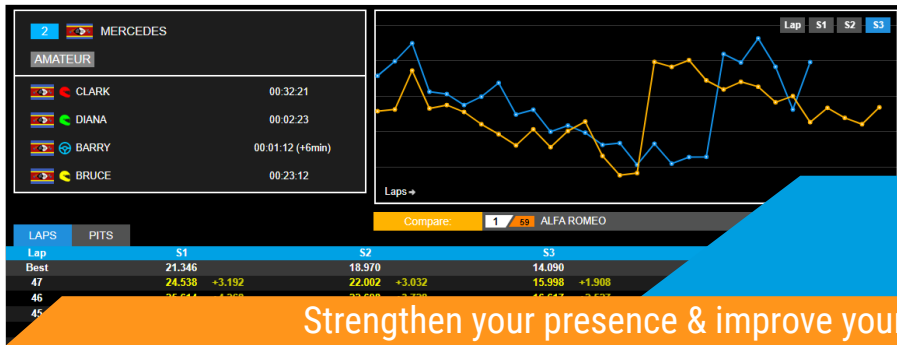 2 MERCEDES
AMATEUR
CLARK 00:32:21
DIANA 00:02:23
BARRY 00:01:12 (+6min)
BRUCE 00:23:12
Lap S1 S2 S3
Laps
Compare: 1 59 ALFA ROMEO
LAPS PITS
Lap S1 S2 S3
Best 21.346 18.970 14.090
47 24.538 +3.192 22.002 +3.032 15.998 +1.908
46
45
Strengthen your presence & improve your